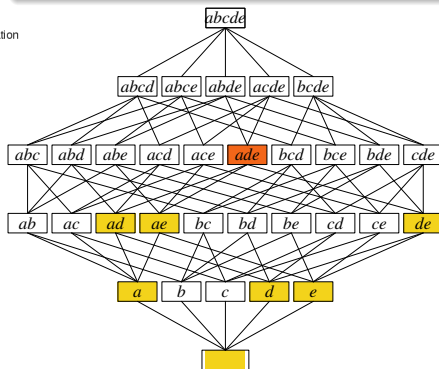 abcde
ation
abcd abce abde acde bcde
abc abd abe acd ace ade bcd bce bde cde
ab ac ad ae bc bd be cd ce de
a b c d e